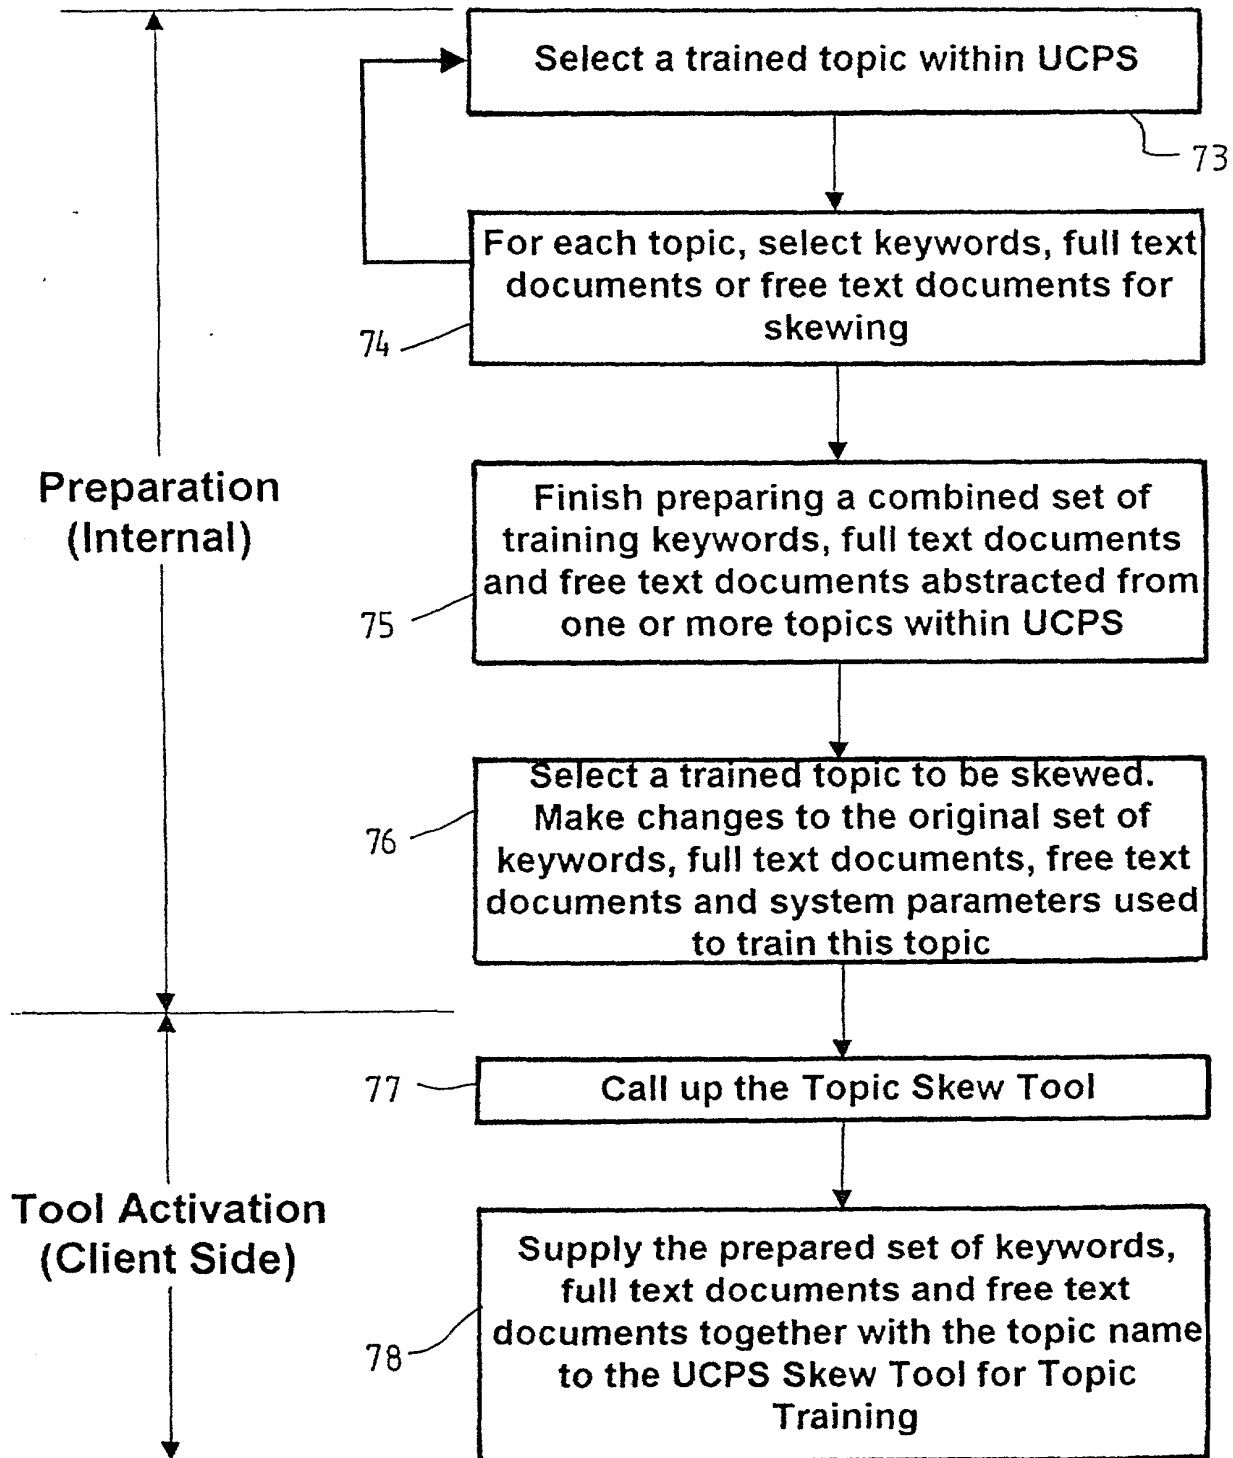 Select a trained topic within UCPS
73
For each topic, select keywords, full text
documents or free text documents for
skewing
74
Preparation
(Internal)
Finish preparing a combined set of
training keywords, full text documents
and free text documents abstracted from
one or more topics within UCPS
75
Select a trained topic to be skewed.
Make changes to the original set of
keywords, full text documents, free text
documents and system parameters used
to train this topic
76
Call up the Topic Skew Tool
77
Tool Activation
(Client Side)
Supply the prepared set of keywords,
full text documents and free text
documents together with the topic name
to the UCPS Skew Tool for Topic
Training
78